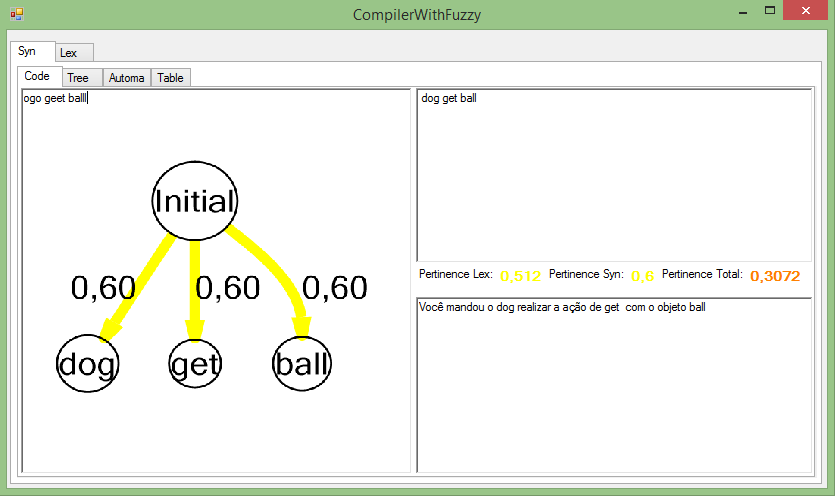 CompilerWithFuzzy
Syn Lex
Code Tree Automa Table
ogo geet balll
Initial
0,60 0,60 0,60
dog get ball
dog get ball
Pertinence Lex: 0,512 Pertinence Syn: 0,6 Pertinence Total: 0,3072
Você mandou o dog realizar a ação de get com o objeto ball